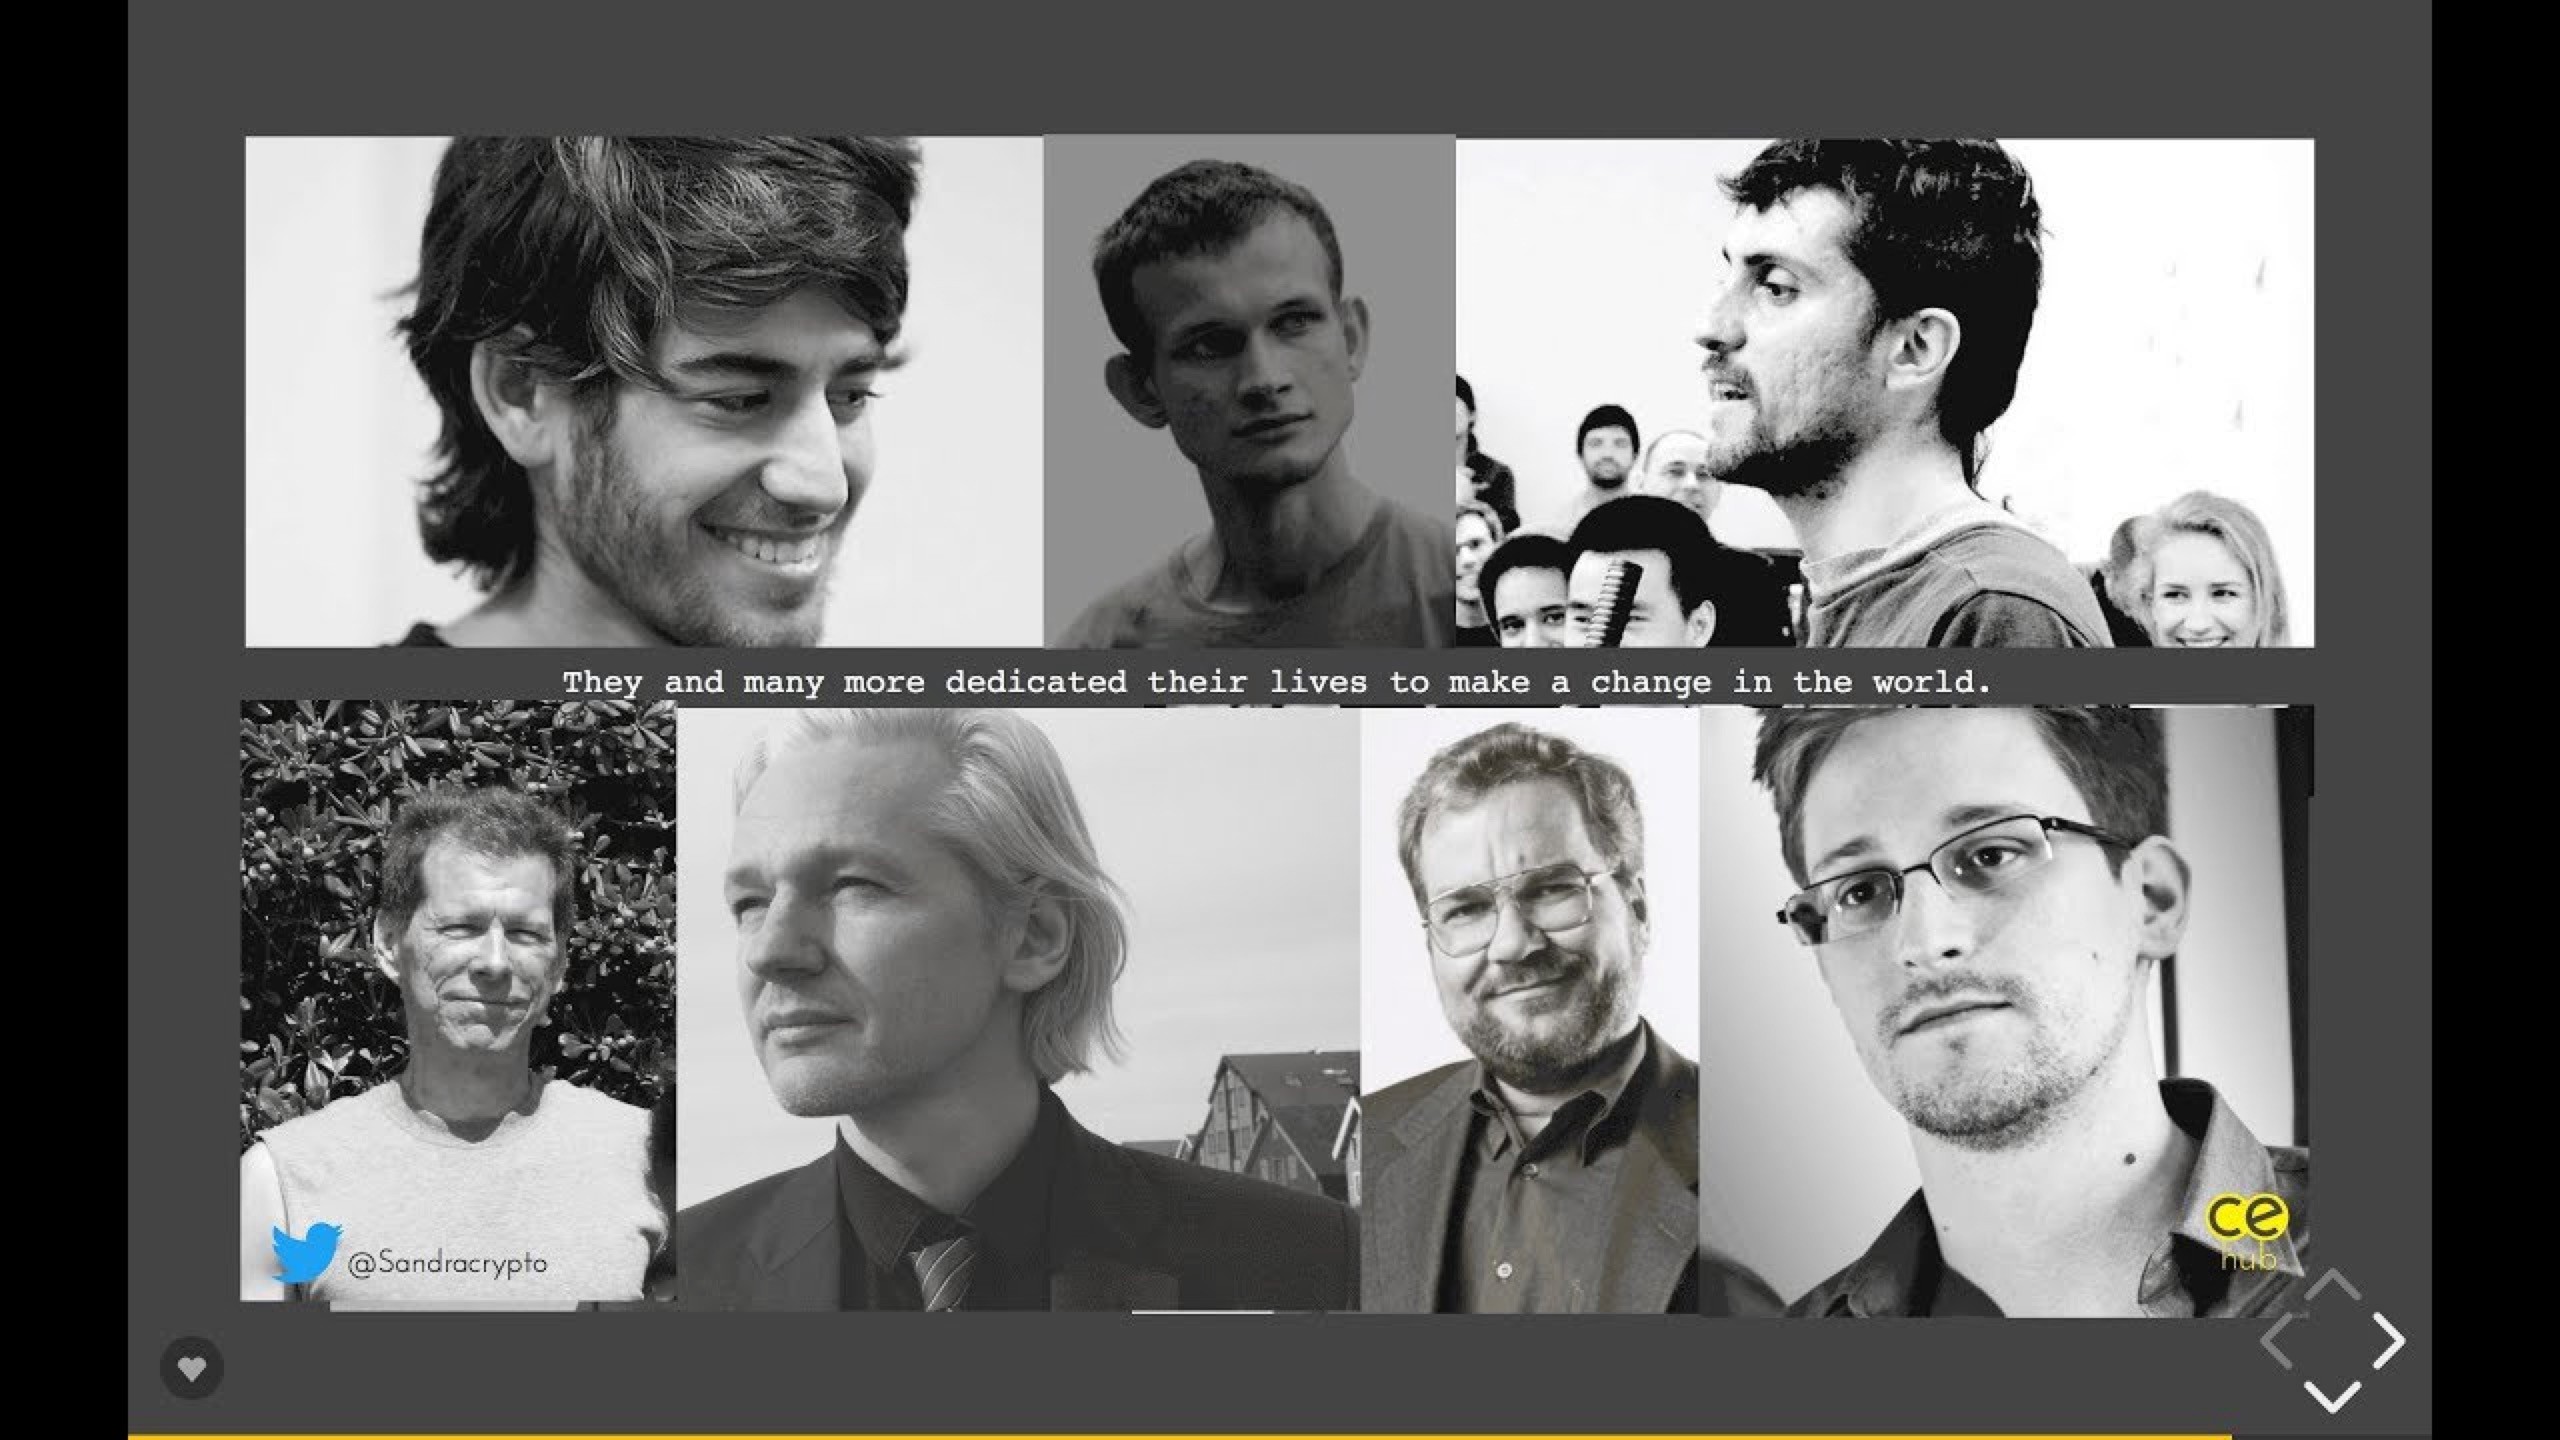 They and many more dedicated their lives to make a change in the world.
@Sandracrypto
ce
hub